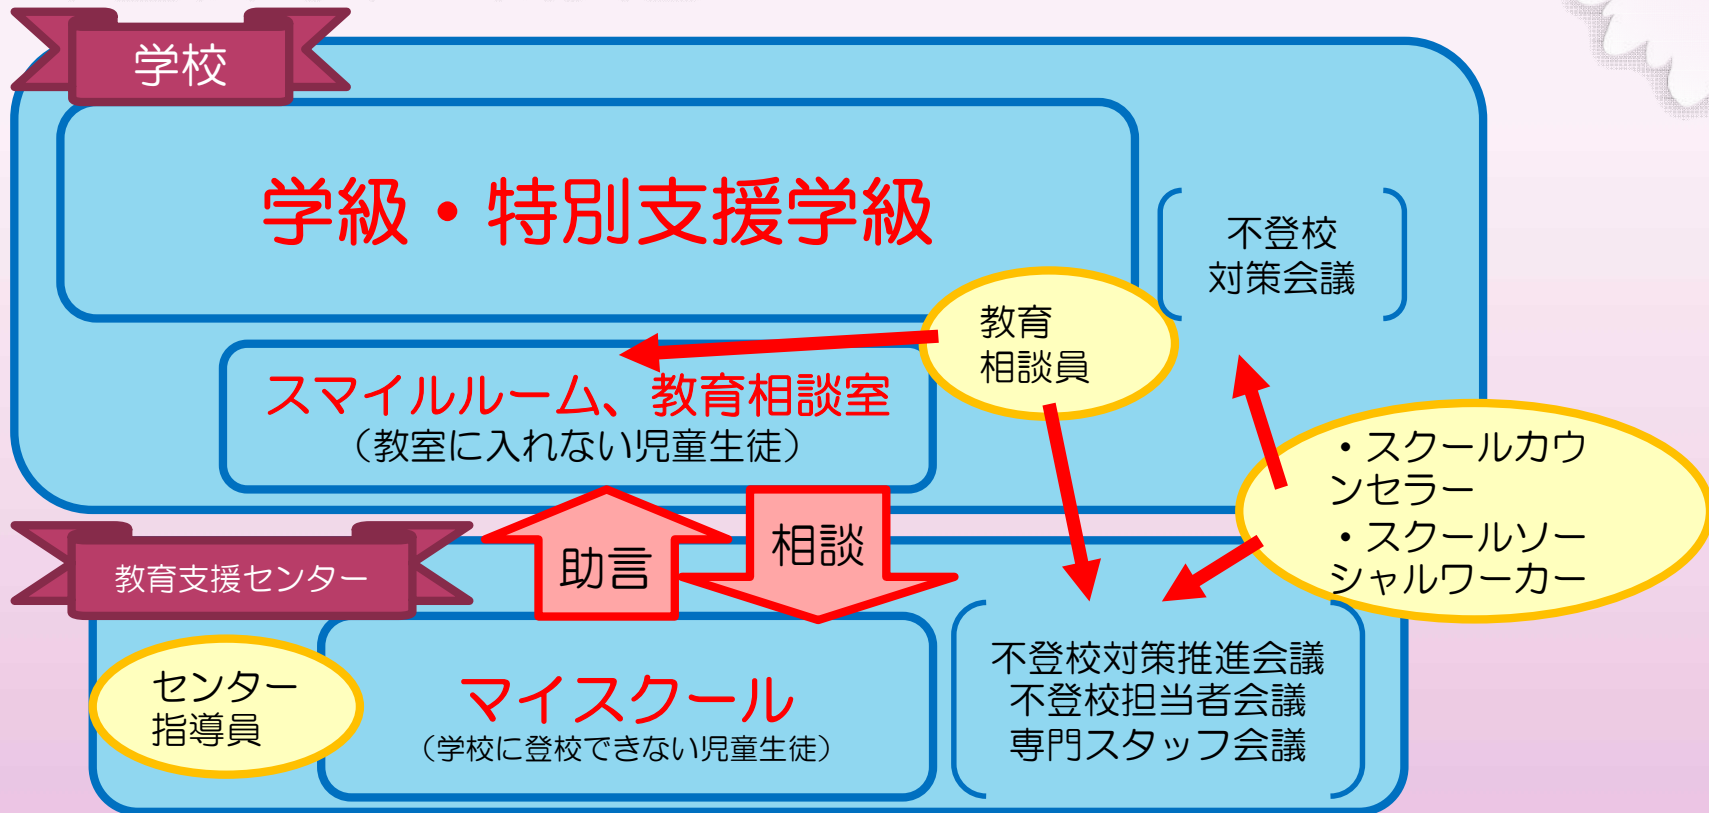 学校
学級・特別支援学級
不登校
対策会議
教育
相談員
スマイルルーム、教育相談室
（教室に入れない児童生徒）
・スクールカウ
ンセラー
・スクールソー
シャルワーカー
助言
相談
教育支援センター
センター
指導員
マイスクール
（学校に登校できない児童生徒）
不登校対策推進会議
不登校担当者会議
専門スタッフ会議